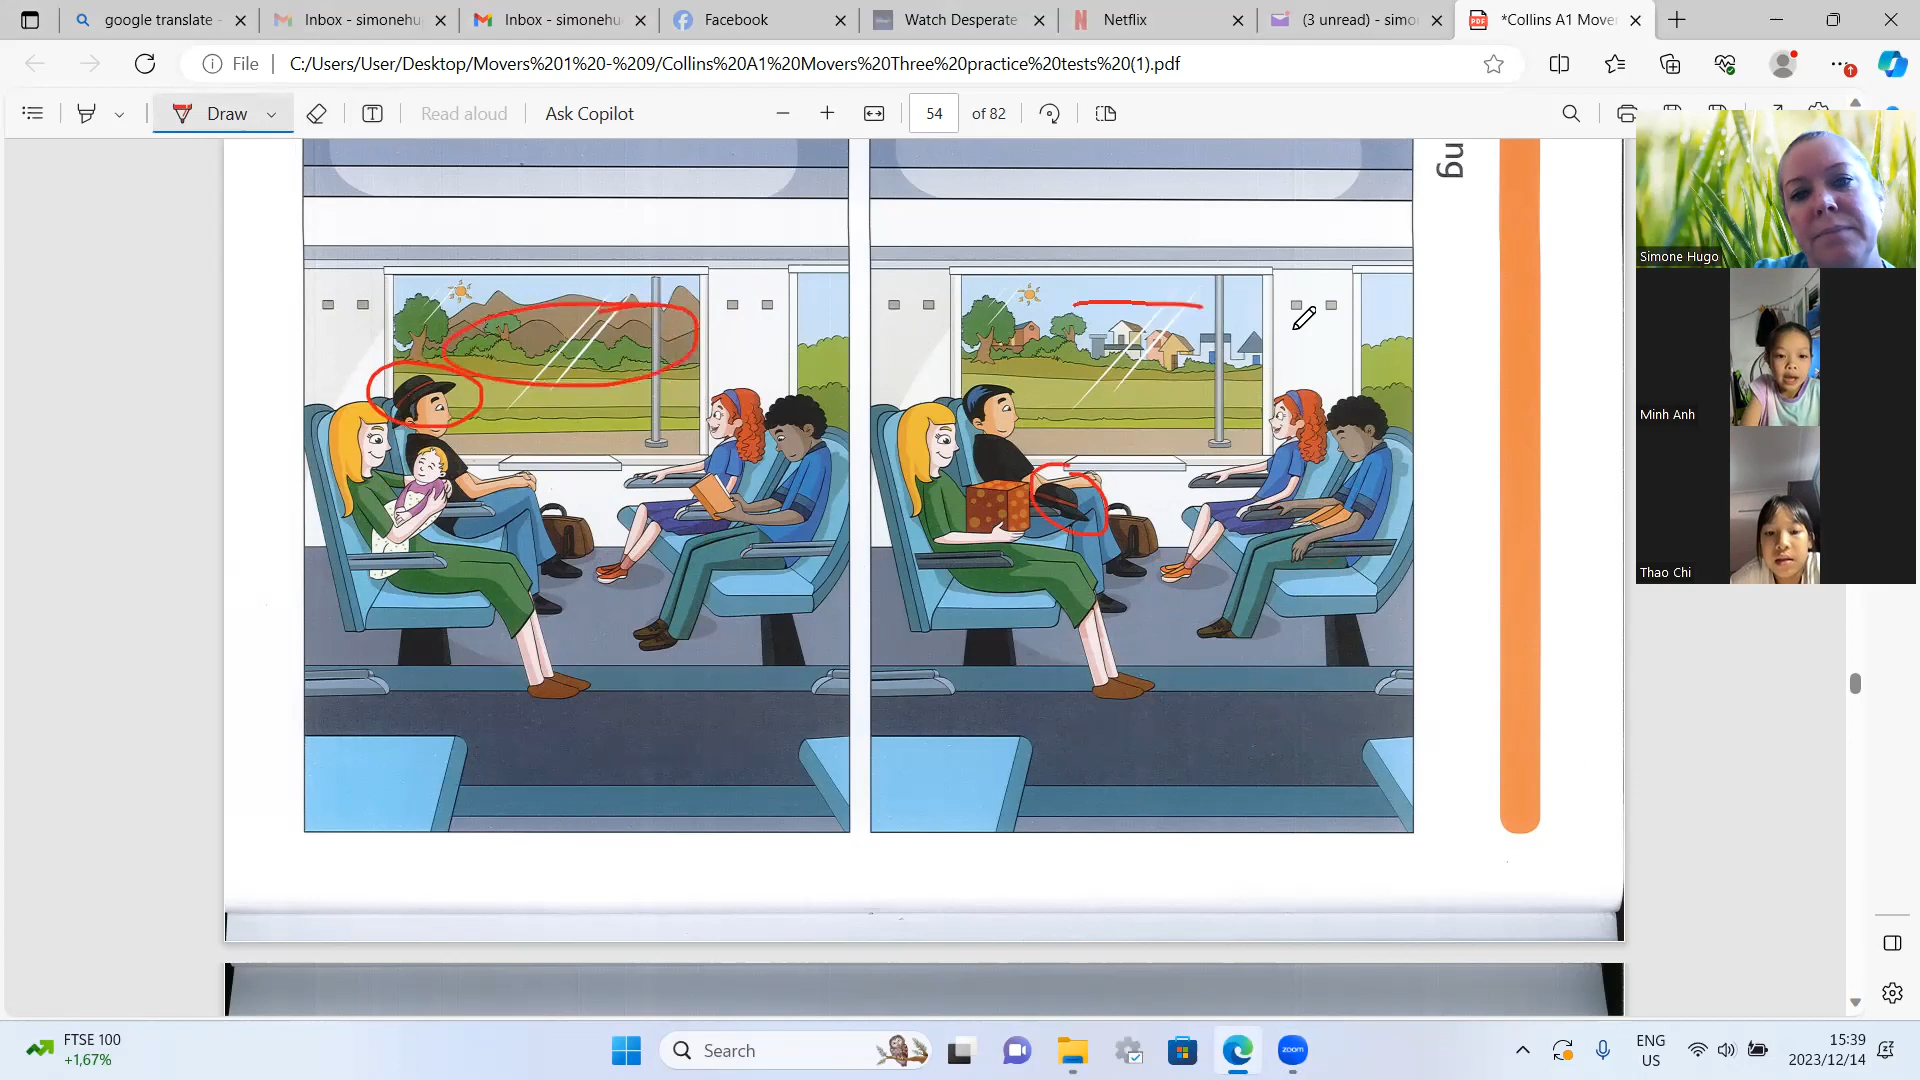 google translate -
Inbox - simonehu
Inbox - simonehu
Facebook
Watch Desperate
Netflix
(3 unread) - simo
*Collins A1 Mover
File
C:/Users/User/Desktop/Movers%201%20-%209/Collins%20A1%20Movers%20Three%20practice%20tests%20(1).pdf
Draw
Read aloud
Ask Copilot
54
of 82
ng
Simone Hugo
Minh Anh
Thao Chi
FTSE 100
+1,67%
Search
zoom
ENG
US
15:39
2023/12/14